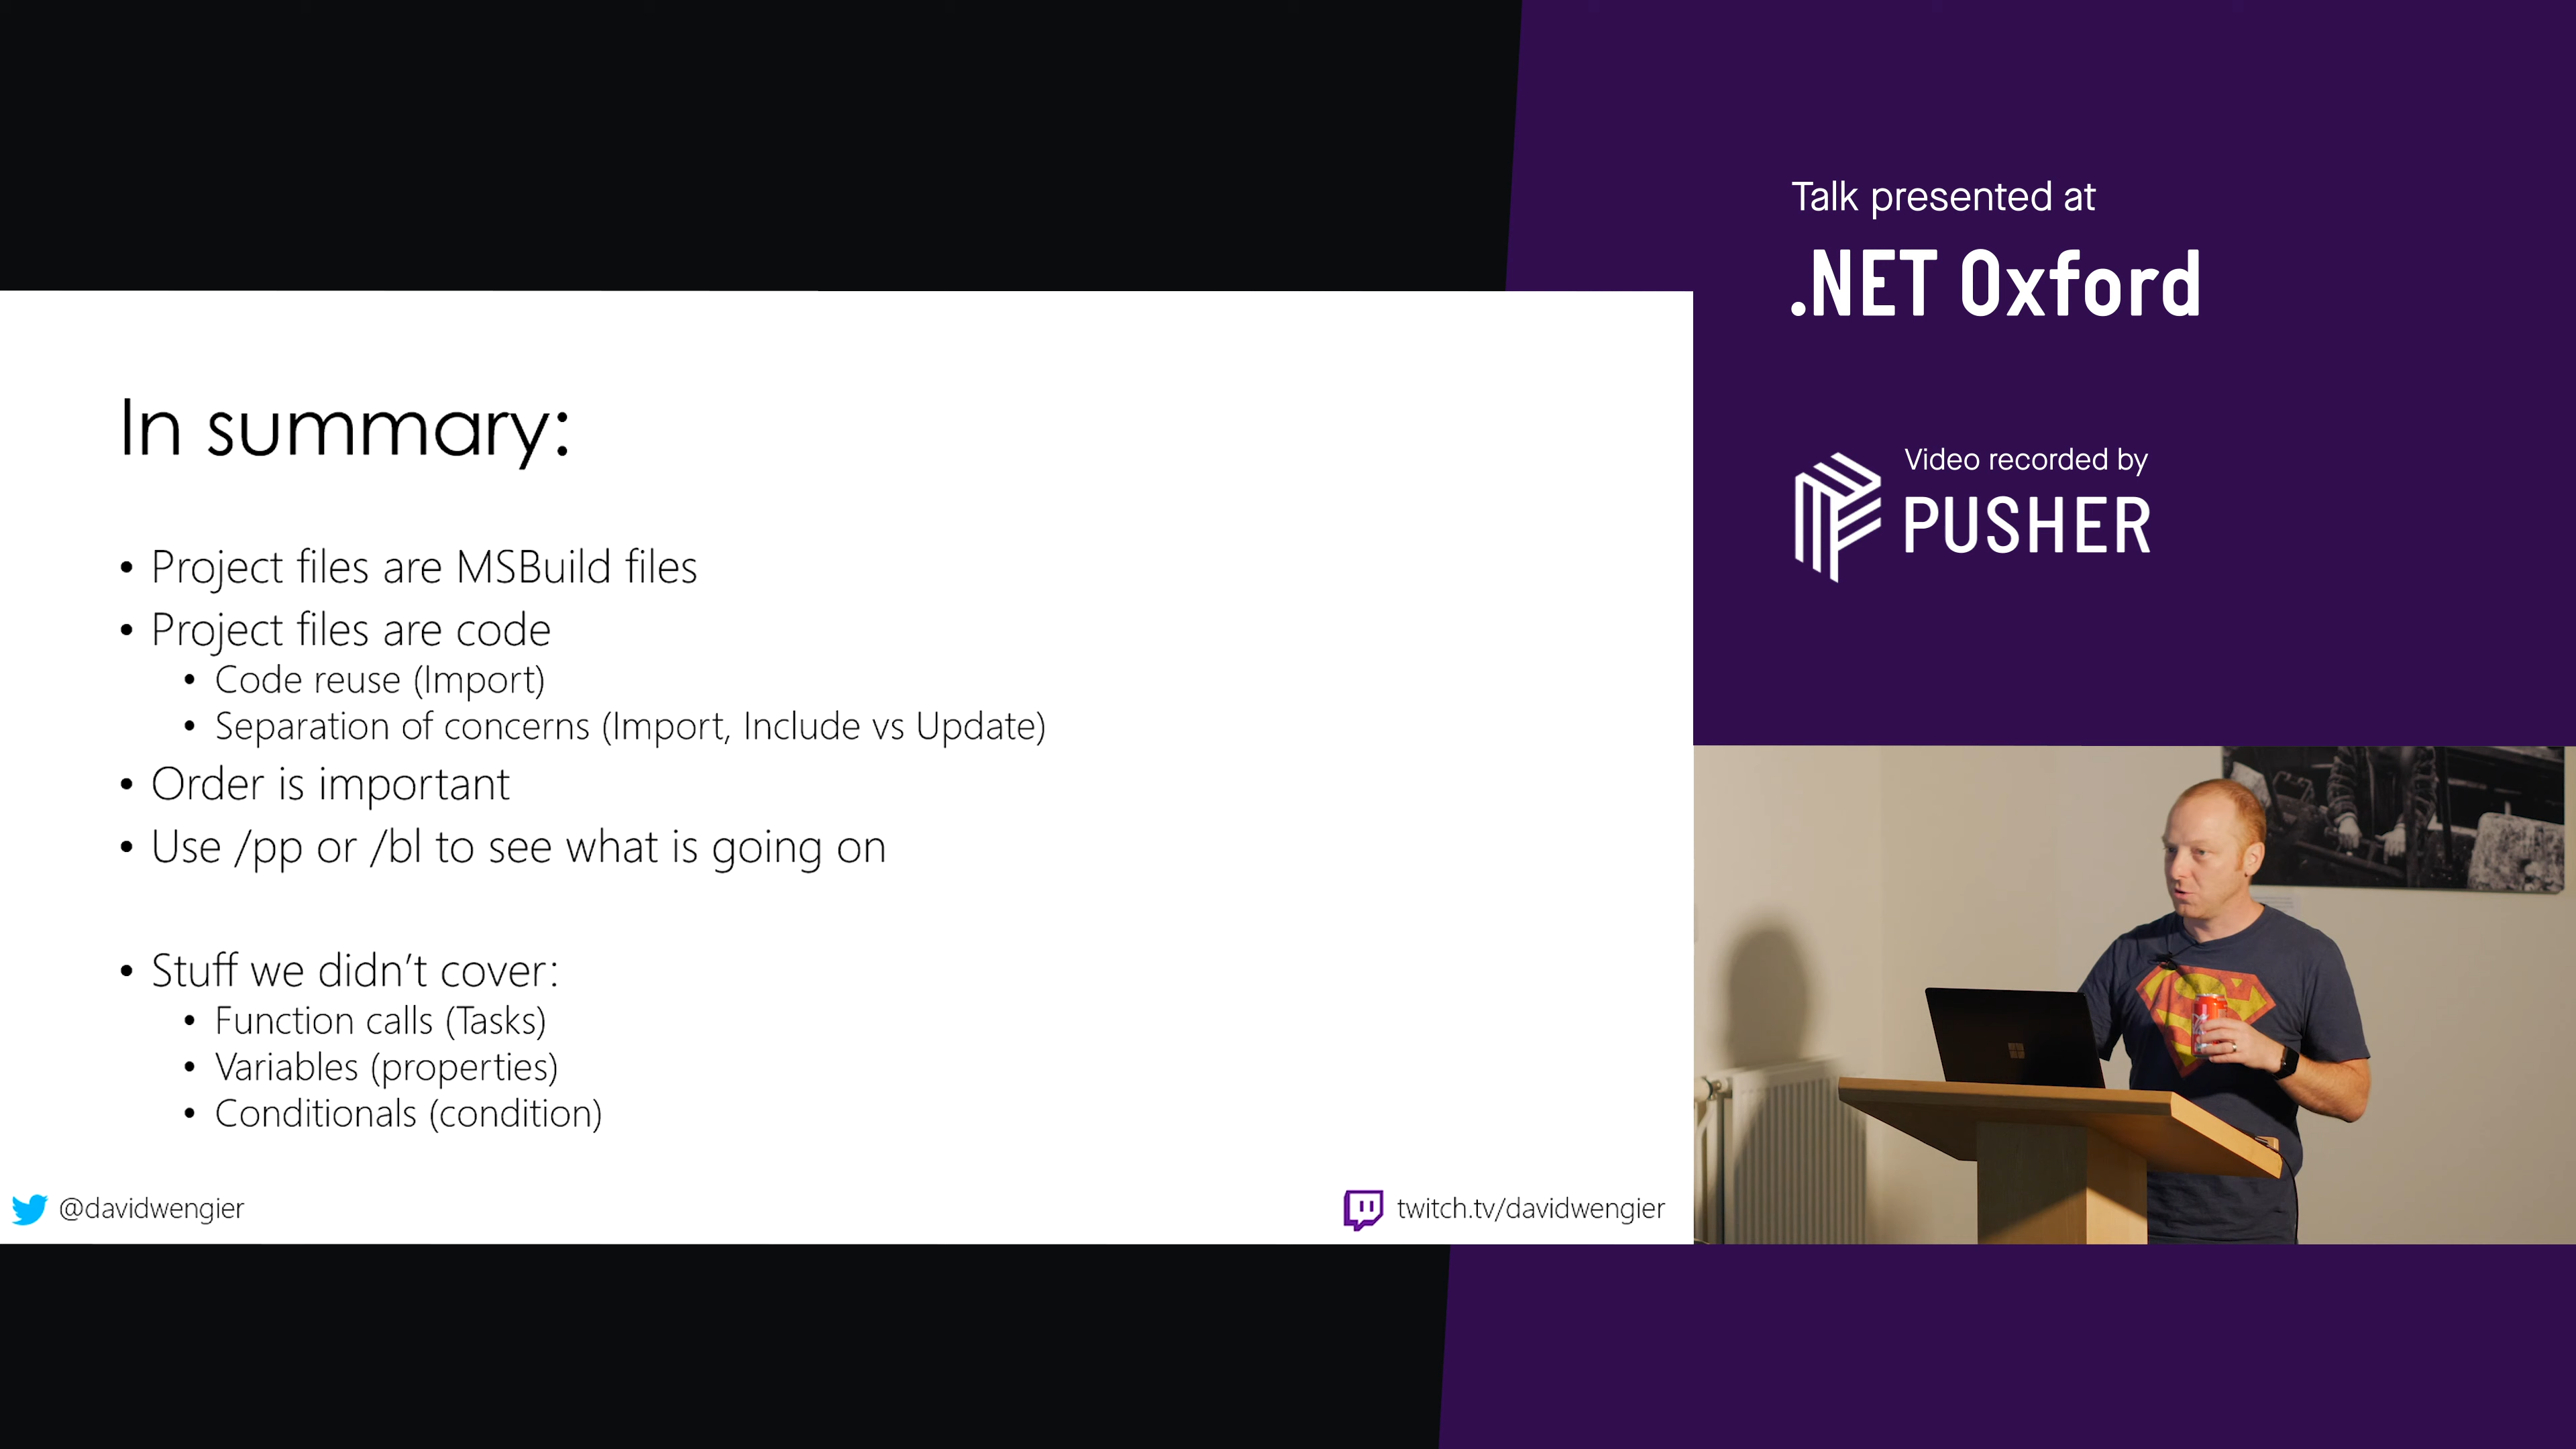 In summary:
• Project files are MSBuild files
• Project files are code
• Code reuse (Import)
• Separation of concerns (Import, Include vs Update)
• Order is important
• Use /pp or /bl to see what is going on
• Stuff we didn't cover:
• Function calls (Tasks)
• Variables (properties)
• Conditionals (condition)
@davidwengier
twitch.tv/davidwengier
Talk presented at
.NET Oxford
Video recorded by
PUSHER